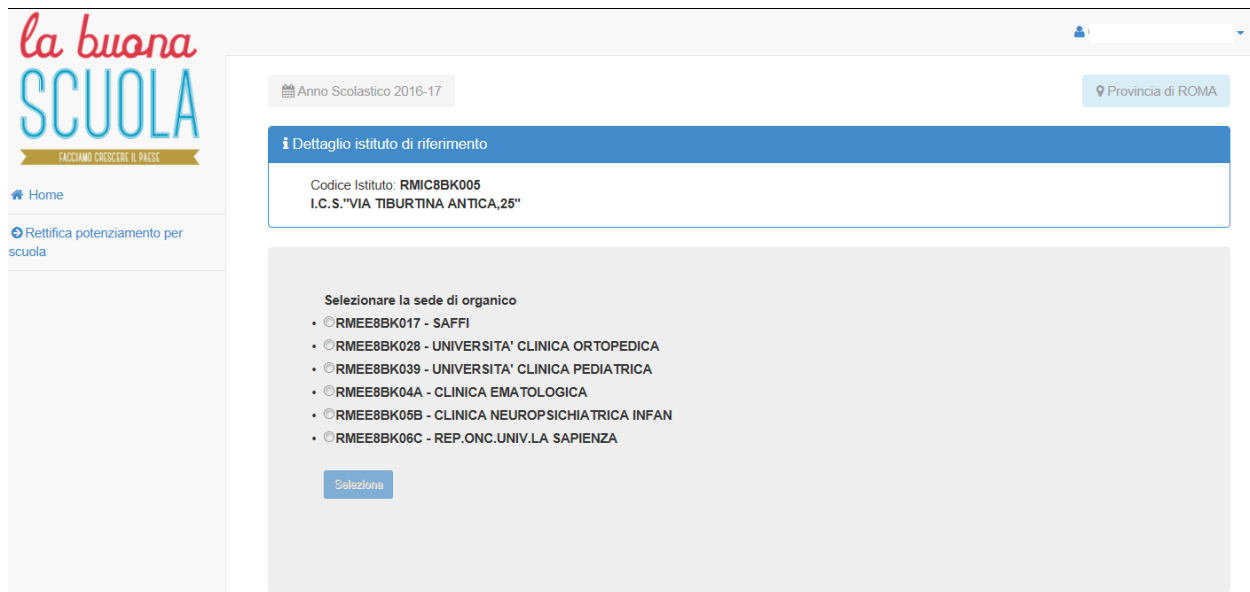 la buona
SCUOLA
FACCIAMO CRESCERE IL PAESE
Home
Rettifica potenziamento per
scuola
Anno Scolastico 2016-17
Provincia di ROMA
Dettaglio istituto di riferimento
Codice Istituto: RMIC8BK005
I.C.S."VIA TIBURTINA ANTICA,25"
Selezionare la sede di organico
• RMEE8BK017 - SAFFI
• RMEE8BK028 - UNIVERSITA' CLINICA ORTOPEDICA
• RMEE8BK039 - UNIVERSITA' CLINICA PEDIATRICA
• RMEE8BK04A - CLINICA EMATOLOGICA
• RMEE8BK05B - CLINICA NEUROPSICHIATRICA INFAN
• RMEE8BK06C - REP.ONC.UNIV.LA SAPIENZA
Seleziona